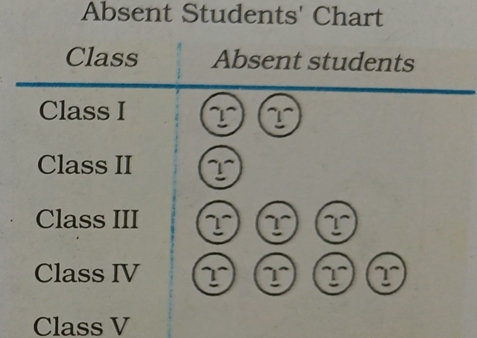 Absent Students' Chart
Class Absent students
Class I
Class II
Class III
Class IV
Class V